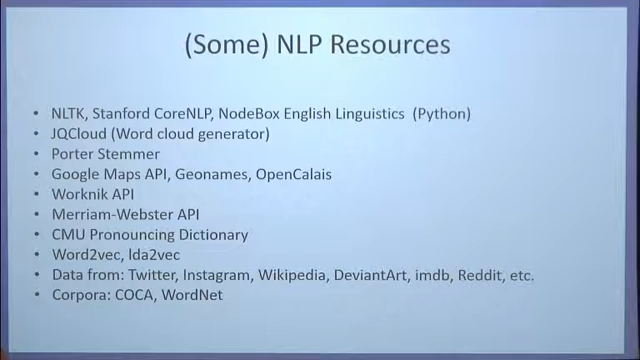 (Some) NLP Resources
• NLTK, Stanford CoreNLP, NodeBox English Linguistics (Python)
• JQCloud (Word cloud generator)
• Porter Stemmer
• Google Maps API, Geonames, OpenCalais
• Worknik API
• Merriam-Webster API
• CMU Pronouncing Dictionary
• Word2vec, lda2vec
• Data from: Twitter, Instagram, Wikipedia, DeviantArt, imdb, Reddit, etc.
• Corpora: COCA, WordNet